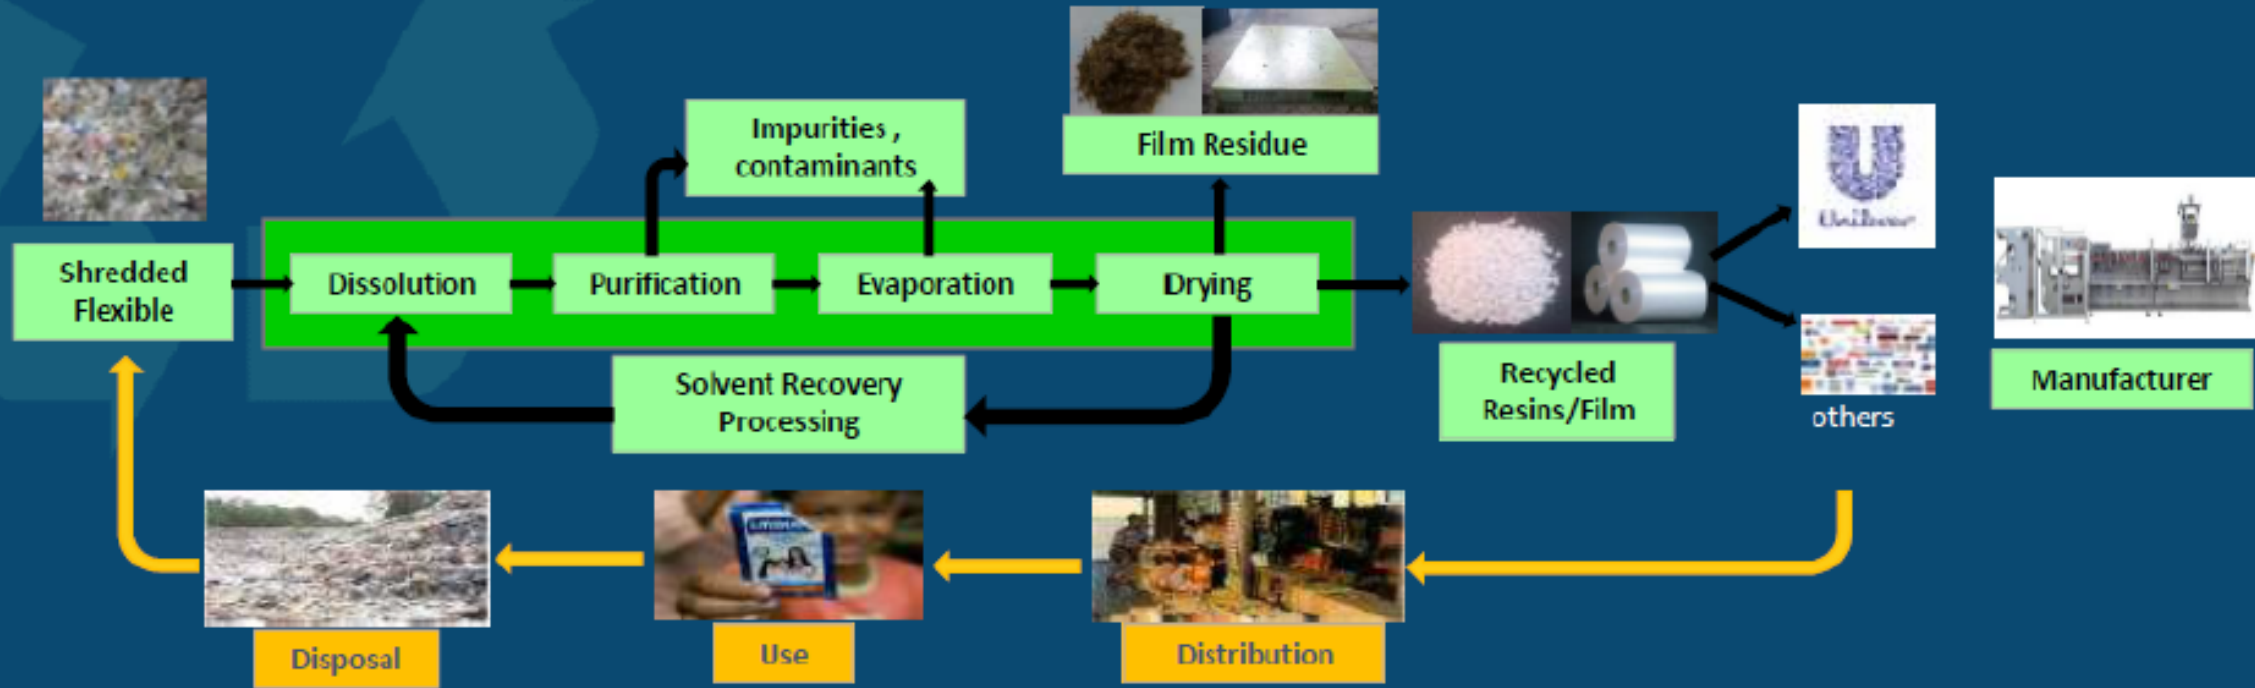 Impurities ,
contaminants
Film Residue
Unilever
Shredded
Flexible
Dissolution
Purification
Evaporation
Drying
Solvent Recovery
Processing
Recycled
Resins/Film
others
Manufacturer
Disposal
Use
Distribution